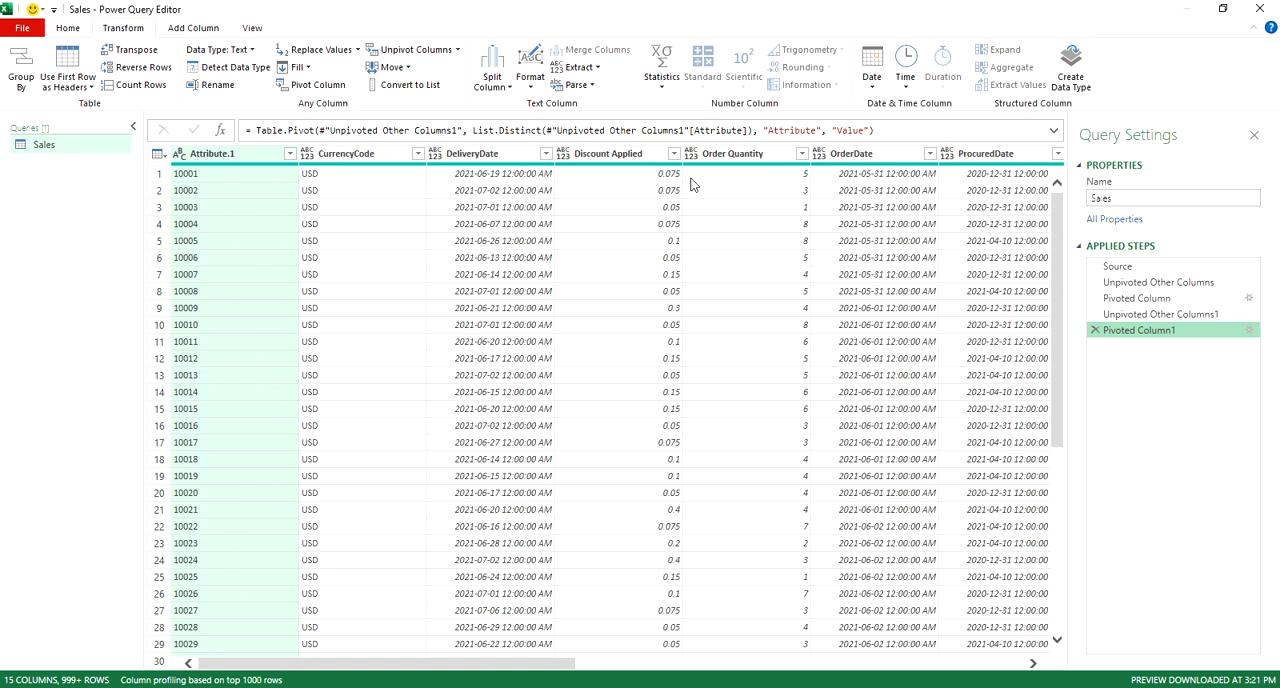 Sales - Power Query Editor
File Home Transform Add Column View
Group By
Use First Row as Headers
Transpose
Reverse Rows
Count Rows
Table
Data Type: Text
Detect Data Type
Rename
Replace Values
Fill
Pivot Column
Unpivot Columns
Move
Convert to List
Any Column
Split Column
Format
Merge Columns
Extract
Parse
Text Column
Statistics
Standard
Scientific
Trigonometry
Rounding
Information
Number Column
Date
Time
Duration
Date & Time Column
Expand
Aggregate
Extract Values
Create Data Type
Structured Column
Queries [1]
Sales
= Table.Pivot(#"Unpivoted Other Columns1", List.Distinct(#"Unpivoted Other Columns1"[Attribute]), "Attribute", "Value")
Attribute.1 CurrencyCode DeliveryDate Discount Applied Order Quantity OrderDate ProcuredDate
1 10001 USD 2021-06-19 12:00:00 AM 0.075 5 2021-05-31 12:00:00 AM 2020-12-31 12:00:00
2 10002 USD 2021-07-02 12:00:00 AM 0.075 3 2021-05-31 12:00:00 AM 2020-12-31 12:00:00
3 10003 USD 2021-07-01 12:00:00 AM 0.05 1 2021-05-31 12:00:00 AM 2020-12-31 12:00:00
4 10004 USD 2021-06-07 12:00:00 AM 0.075 8 2021-05-31 12:00:00 AM 2020-12-31 12:00:00
5 10005 USD 2021-06-26 12:00:00 AM 0.1 8 2021-05-31 12:00:00 AM 2021-04-10 12:00:00
6 10006 USD 2021-06-13 12:00:00 AM 0.05 5 2021-05-31 12:00:00 AM 2020-12-31 12:00:00
7 10007 USD 2021-06-14 12:00:00 AM 0.15 4 2021-05-31 12:00:00 AM 2020-12-31 12:00:00
8 10008 USD 2021-07-01 12:00:00 AM 0.05 5 2021-05-31 12:00:00 AM 2021-04-10 12:00:00
9 10009 USD 2021-06-21 12:00:00 AM 0.3 4 2021-06-01 12:00:00 AM 2020-12-31 12:00:00
10 10010 USD 2021-07-01 12:00:00 AM 0.05 8 2021-06-01 12:00:00 AM 2020-12-31 12:00:00
11 10011 USD 2021-06-20 12:00:00 AM 0.1 6 2021-06-01 12:00:00 AM 2021-04-10 12:00:00
12 10012 USD 2021-06-17 12:00:00 AM 0.15 5 2021-06-01 12:00:00 AM 2021-04-10 12:00:00
13 10013 USD 2021-07-02 12:00:00 AM 0.05 5 2021-06-01 12:00:00 AM 2021-04-10 12:00:00
14 10014 USD 2021-06-15 12:00:00 AM 0.15 6 2021-06-01 12:00:00 AM 2021-04-10 12:00:00
15 10015 USD 2021-06-20 12:00:00 AM 0.15 6 2021-06-01 12:00:00 AM 2020-12-31 12:00:00
16 10016 USD 2021-07-02 12:00:00 AM 0.05 3 2021-06-01 12:00:00 AM 2020-12-31 12:00:00
17 10017 USD 2021-06-27 12:00:00 AM 0.075 3 2021-06-01 12:00:00 AM 2021-04-10 12:00:00
18 10018 USD 2021-06-14 12:00:00 AM 0.1 4 2021-06-01 12:00:00 AM 2021-04-10 12:00:00
19 10019 USD 2021-06-15 12:00:00 AM 0.1 4 2021-06-01 12:00:00 AM 2021-04-10 12:00:00
20 10020 USD 2021-06-17 12:00:00 AM 0.05 4 2021-06-01 12:00:00 AM 2020-12-31 12:00:00
21 10021 USD 2021-06-20 12:00:00 AM 0.4 4 2021-06-01 12:00:00 AM 2021-04-10 12:00:00
22 10022 USD 2021-06-16 12:00:00 AM 0.075 7 2021-06-02 12:00:00 AM 2021-04-10 12:00:00
23 10023 USD 2021-06-28 12:00:00 AM 0.2 2 2021-06-02 12:00:00 AM 2021-04-10 12:00:00
24 10024 USD 2021-07-02 12:00:00 AM 0.4 3 2021-06-02 12:00:00 AM 2020-12-31 12:00:00
25 10025 USD 2021-06-24 12:00:00 AM 0.15 1 2021-06-02 12:00:00 AM 2021-04-10 12:00:00
26 10026 USD 2021-07-01 12:00:00 AM 0.1 7 2021-06-02 12:00:00 AM 2020-12-31 12:00:00
27 10027 USD 2021-07-06 12:00:00 AM 0.075 3 2021-06-02 12:00:00 AM 2020-12-31 12:00:00
28 10028 USD 2021-06-29 12:00:00 AM 0.05 4 2021-06-02 12:00:00 AM 2020-12-31 12:00:00
29 10029 USD 2021-06-22 12:00:00 AM 0.05 3 2021-06-02 12:00:00 AM 2021-04-10 12:00:00
30
Query Settings
PROPERTIES
Name
Sales
All Properties
APPLIED STEPS
Source
Unpivoted Other Columns
Pivoted Column
Unpivoted Other Columns1
Pivoted Column1
15 COLUMNS, 999+ ROWS Column profiling based on top 1000 rows
PREVIEW DOWNLOADED AT 3:21 PM